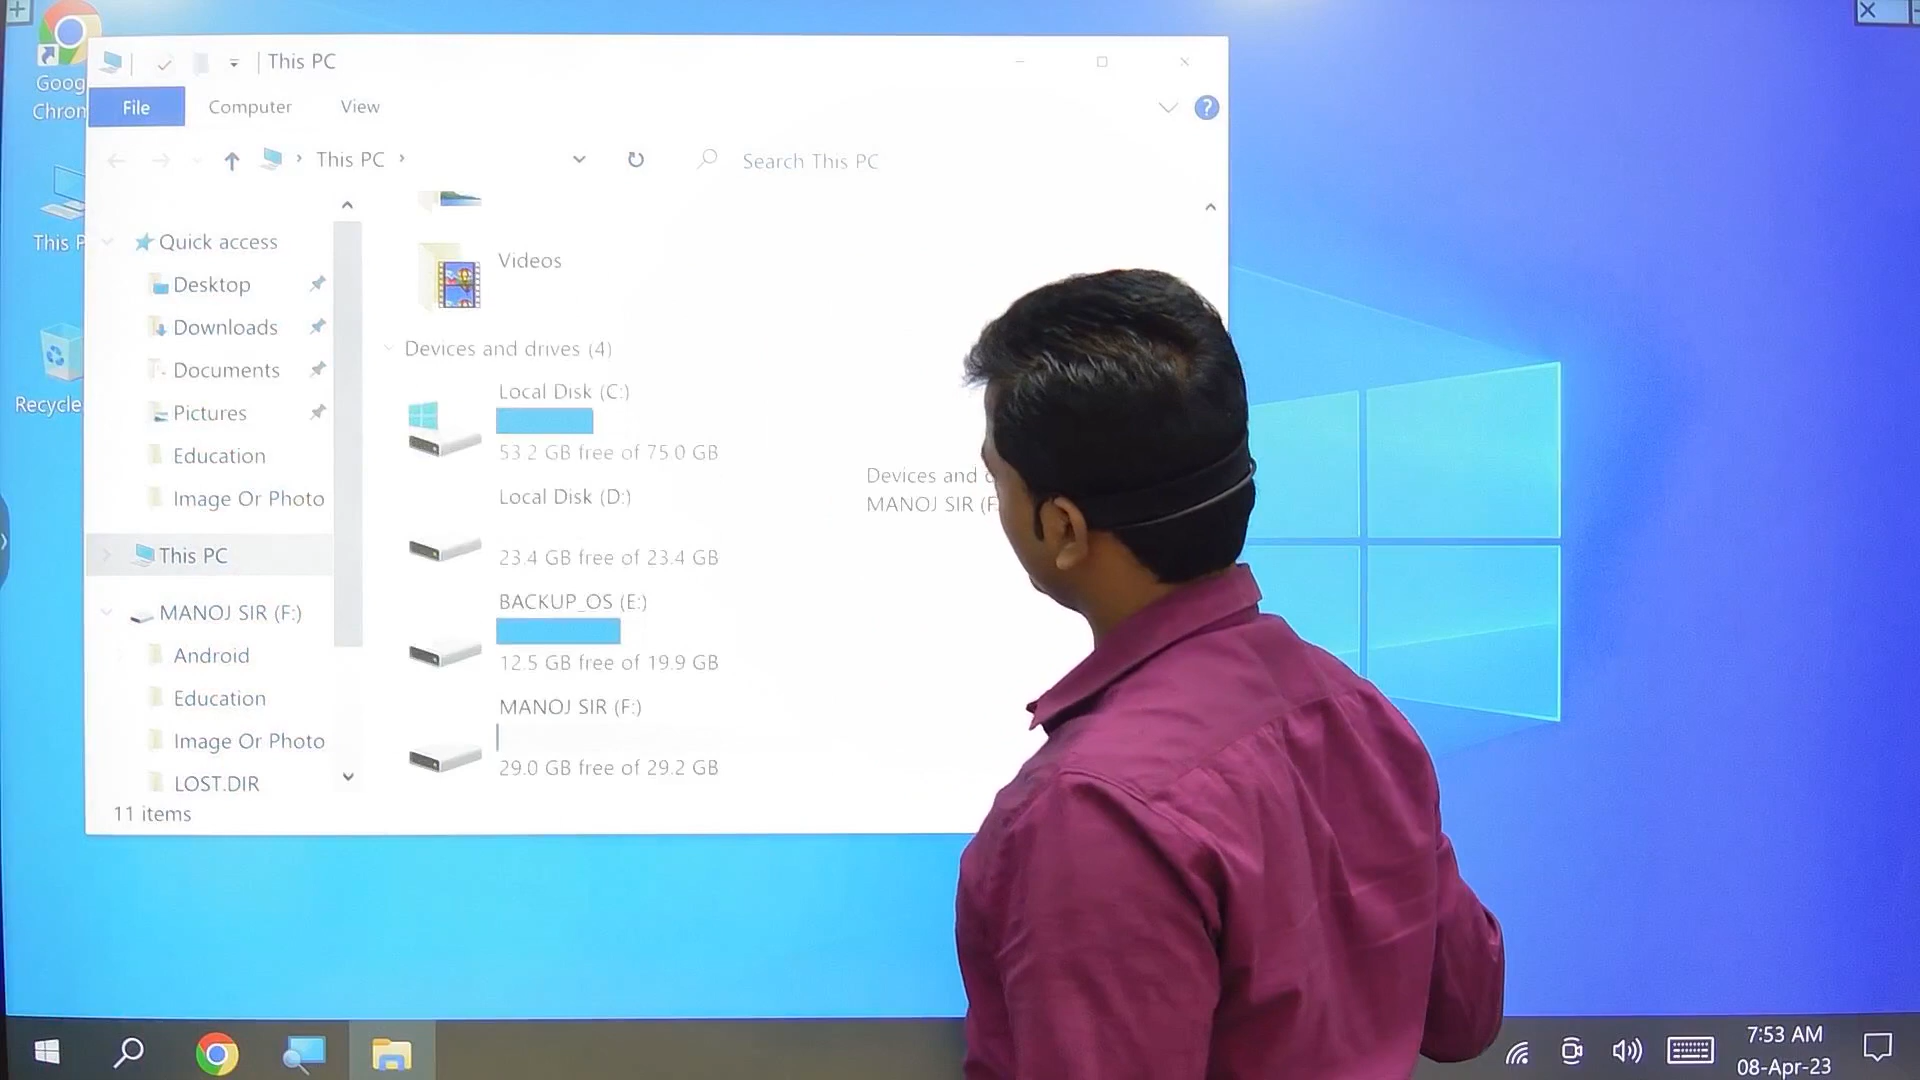 Goog
Chrom
This P
Recycle
This PC
File
Computer
View
?
This PC
Search This PC
Quick access
Desktop
Downloads
Documents
Pictures
Education
Image Or Photo
This PC
MANOJ SIR (F:)
Android
Education
Image Or Photo
LOST.DIR
11 items
Videos
Devices and drives (4)
Local Disk (C:)
53.2 GB free of 75.0 GB
Local Disk (D:)
23.4 GB free of 23.4 GB
BACKUP_OS (E:)
12.5 GB free of 19.9 GB
MANOJ SIR (F:)
29.0 GB free of 29.2 GB
Devices and d
MANOJ SIR (F
7:53 AM
08-Apr-23